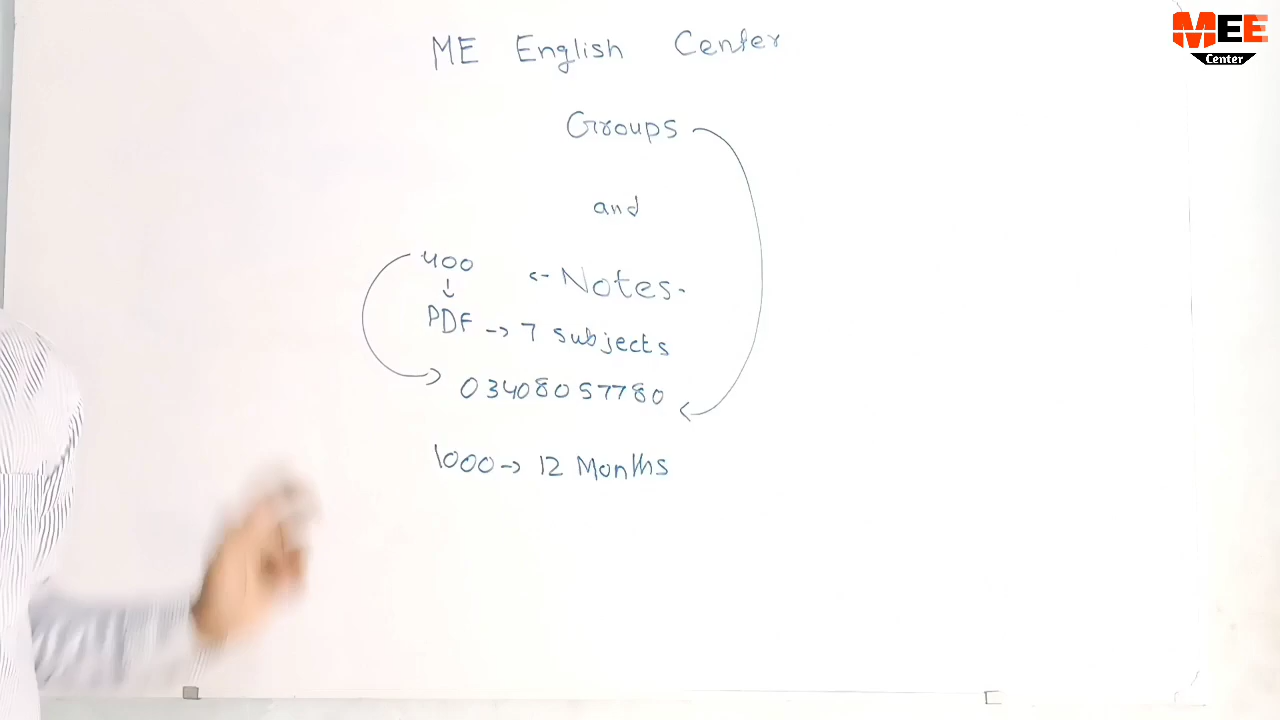 MEE
Center
ME English Center
Groups
and
400 <- Notes.
↓
PDF -> 7 subjects
03408057780
1000 -> 12 Months